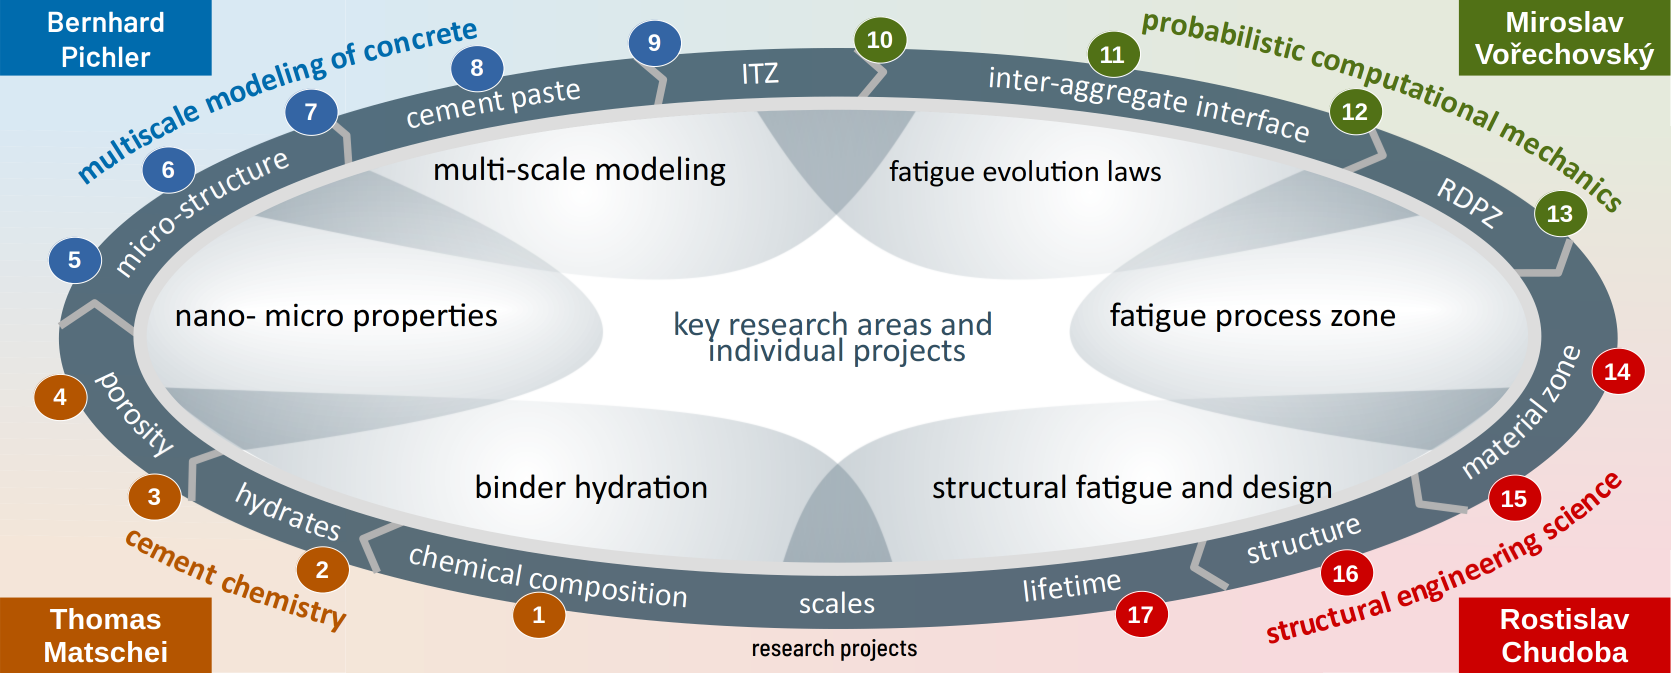 Bernhard
Pichler
multiscale modeling of concrete
probabilistic computational mechanics
Miroslav
Vořechovský
9
10
11
8
7
12
6
13
5
ITZ
cement paste
inter-aggregate interface
micro-structure
RDPZ
multi-scale modeling
fatigue evolution laws
nano- micro properties
key research areas and
individual projects
fatigue process zone
4
porosity
material zone
14
binder hydration
structural fatigue and design
3
hydrates
structure
15
cement chemistry
2
chemical composition
scales
lifetime
16
structural engineering science
1
17
research projects
Thomas
Matschei
Rostislav
Chudoba